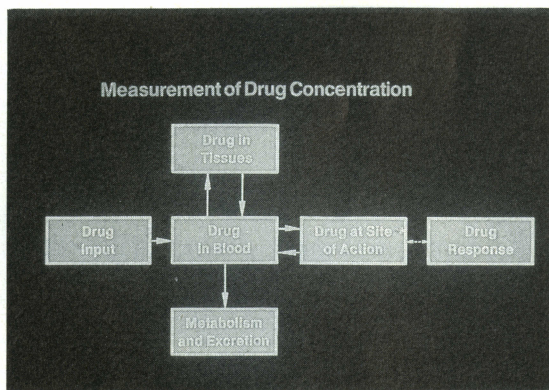 Measurement of Drug Concentration
Drug in
Tissues
Drug
Input
Drug
In Blood
Drug at Site
of Action
Drug
Response
Metabolism
and Excretion